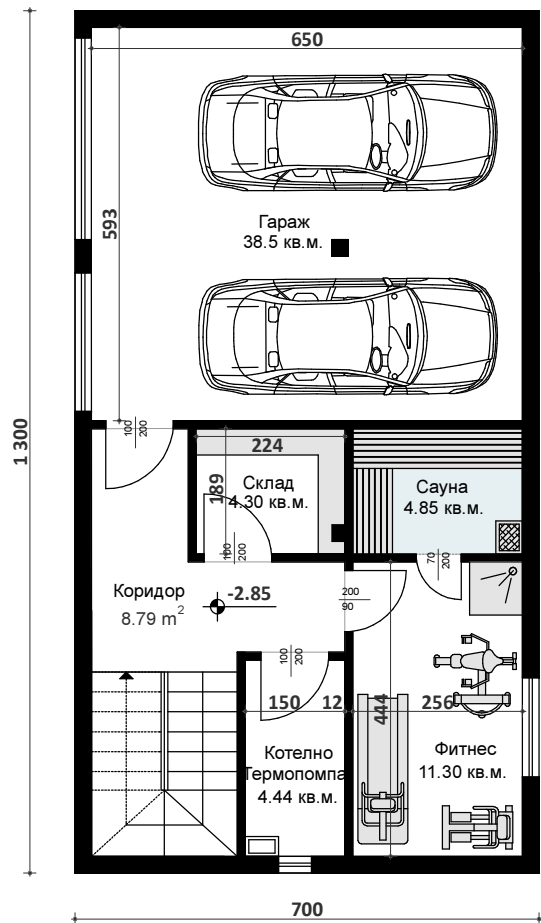 650
593
Гараж
38.5 кв.м.
1 300
100
200
224
189
Склад
4.30 кв.м.
Сауна
4.85 кв.м.
100
200
70
200
Коридор
8.79 m²
-2.85
200
90
100
200
150
12
444
256
Котелно
Термопомпа
4.44 кв.м.
Фитнес
11.30 кв.м.
700